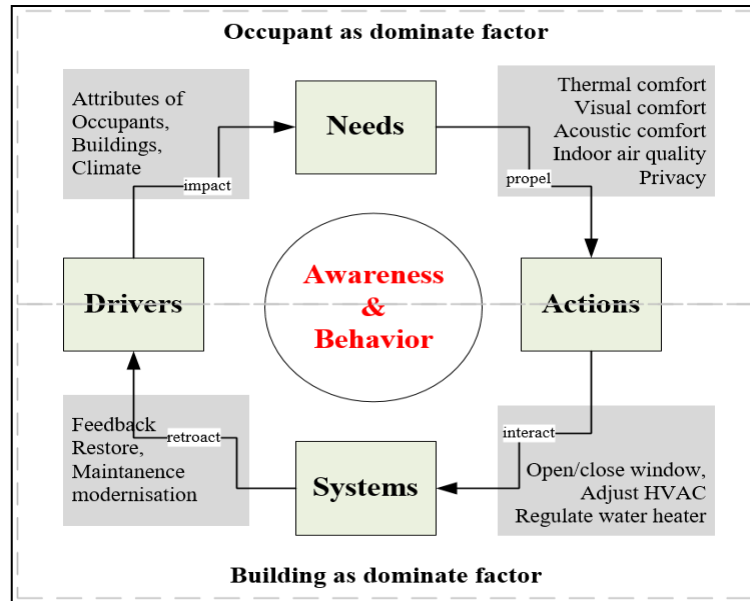 Occupant as dominate factor
Attributes of
Occupants,
Buildings,
Climate
impact
Needs
Thermal comfort
Visual comfort
Acoustic comfort
Indoor air quality
Privacy
propel
Drivers
Awareness
&
Behavior
Actions
Feedback
Restore,
Maintanence
modernisation
retroact
Systems
interact
Open/close window,
Adjust HVAC
Regulate water heater
Building as dominate factor